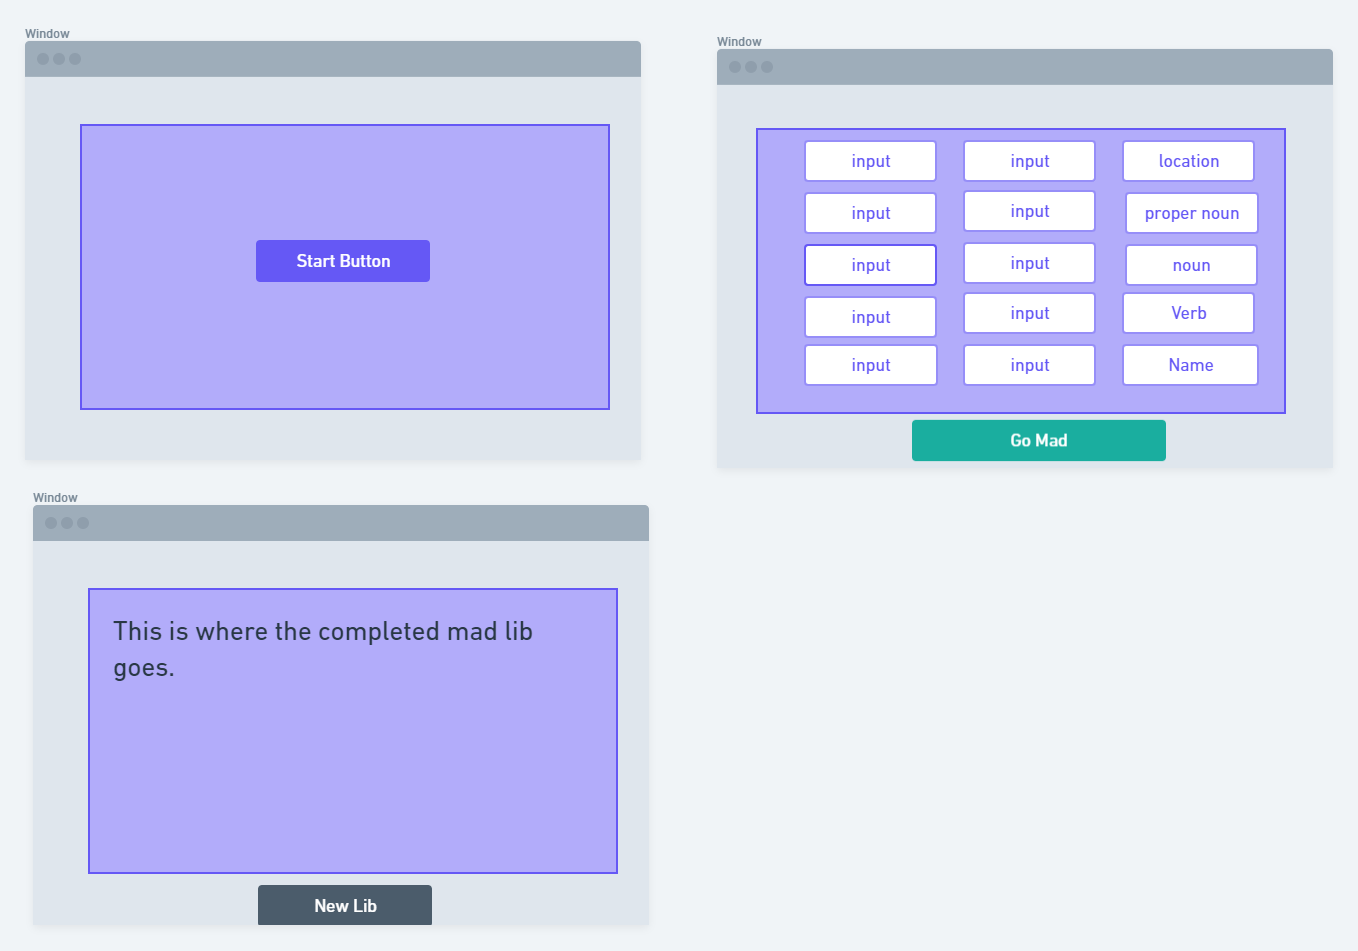 Window
Start Button
Window
input
input
location
input
input
proper noun
input
input
noun
input
input
Verb
input
input
Name
Go Mad
Window
This is where the completed mad lib
goes.
New Lib